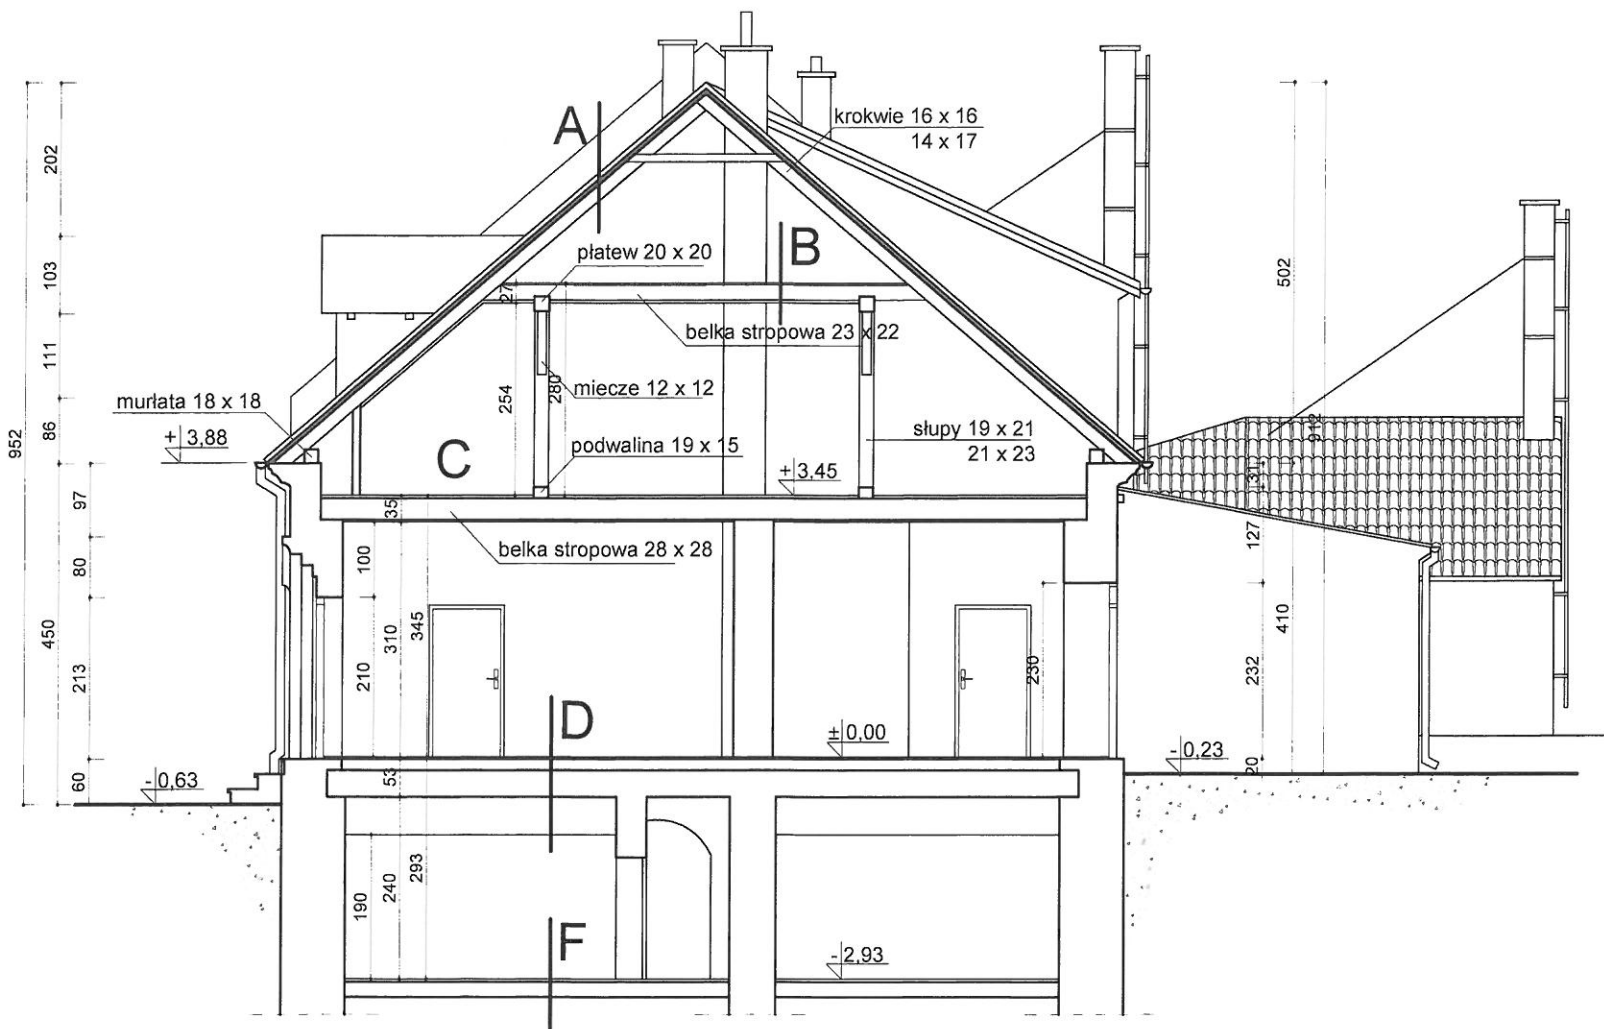 A
krokwie 16 x 16
14 x 17
202
B
płatew 20 x 20
103
502
27
belka stropowa 23 x 22
111
254
280
miecze 12 x 12
murłata 18 x 18
86
912
+ 3,88
952
słupy 19 x 21
21 x 23
podwalina 19 x 15
C
+ 3,45
31
97
35
127
belka stropowa 28 x 28
100
80
450
310
345
410
213
210
230
232
D
± 0,00
- 0,23
20
60
- 0,63
53
293
240
190
F
- 2,93